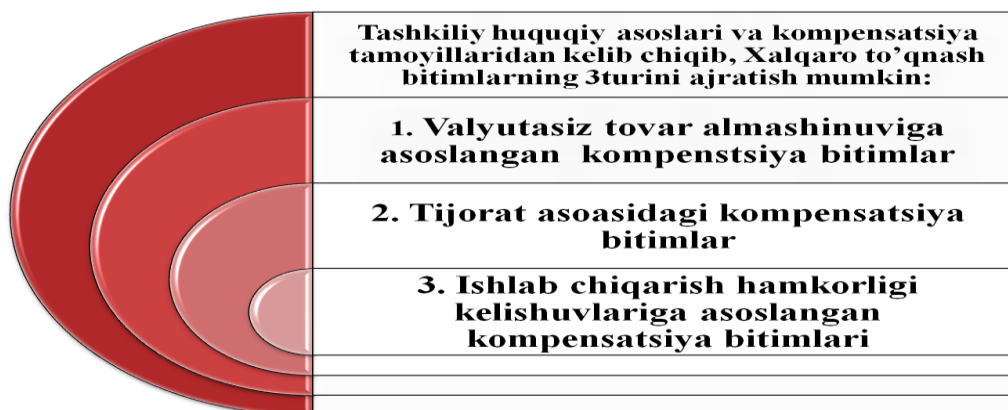 Tashkiliy huquqiy asoslari va kompensatsiya
tamoyillaridan kelib chiqib, Xalqaro to’qnash
bitimlarning 3turini ajratish mumkin:
1. Valyutasiz tovar almashinuviga
asoslangan kompenstsiya bitimlar
2. Tijorat asoasidagi kompensatsiya
bitimlar
3. Ishlab chiqarish hamkorligi
kelishuvlariga asoslangan
kompensatsiya bitimlari